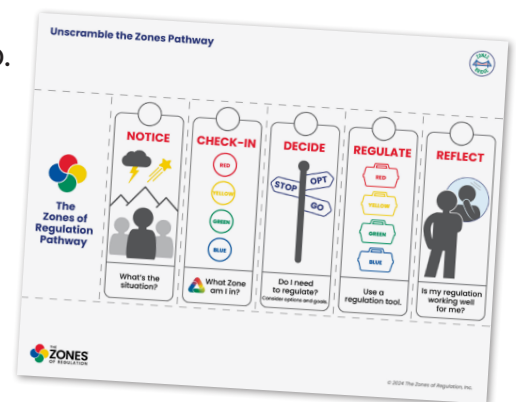 o.
Unscramble the Zones Pathway
The
Zones of
Regulation
Pathway
NOTICE
What's the
situation?
CHECK-IN
RED
YELLOW
GREEN
BLUE
What Zone
am I in?
DECIDE
STOP
OPT
GO
Do I need
to regulate?
Consider options and goals.
REGULATE
RED
YELLOW
GREEN
BLUE
Use a
regulation tool.
REFLECT
Is my regulation
working well
for me?
THE
ZONES
OF REGULATION
© 2024 The Zones of Regulation, Inc.